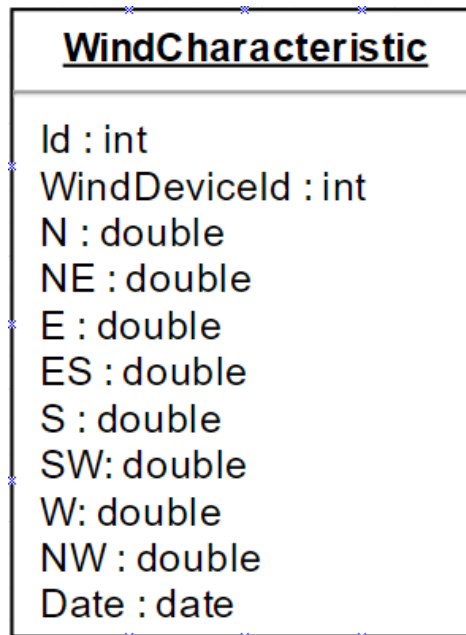 WindCharacteristic
Id : int
WindDeviceId : int
N : double
NE : double
E : double
ES : double
S : double
SW: double
W: double
NW : double
Date : date